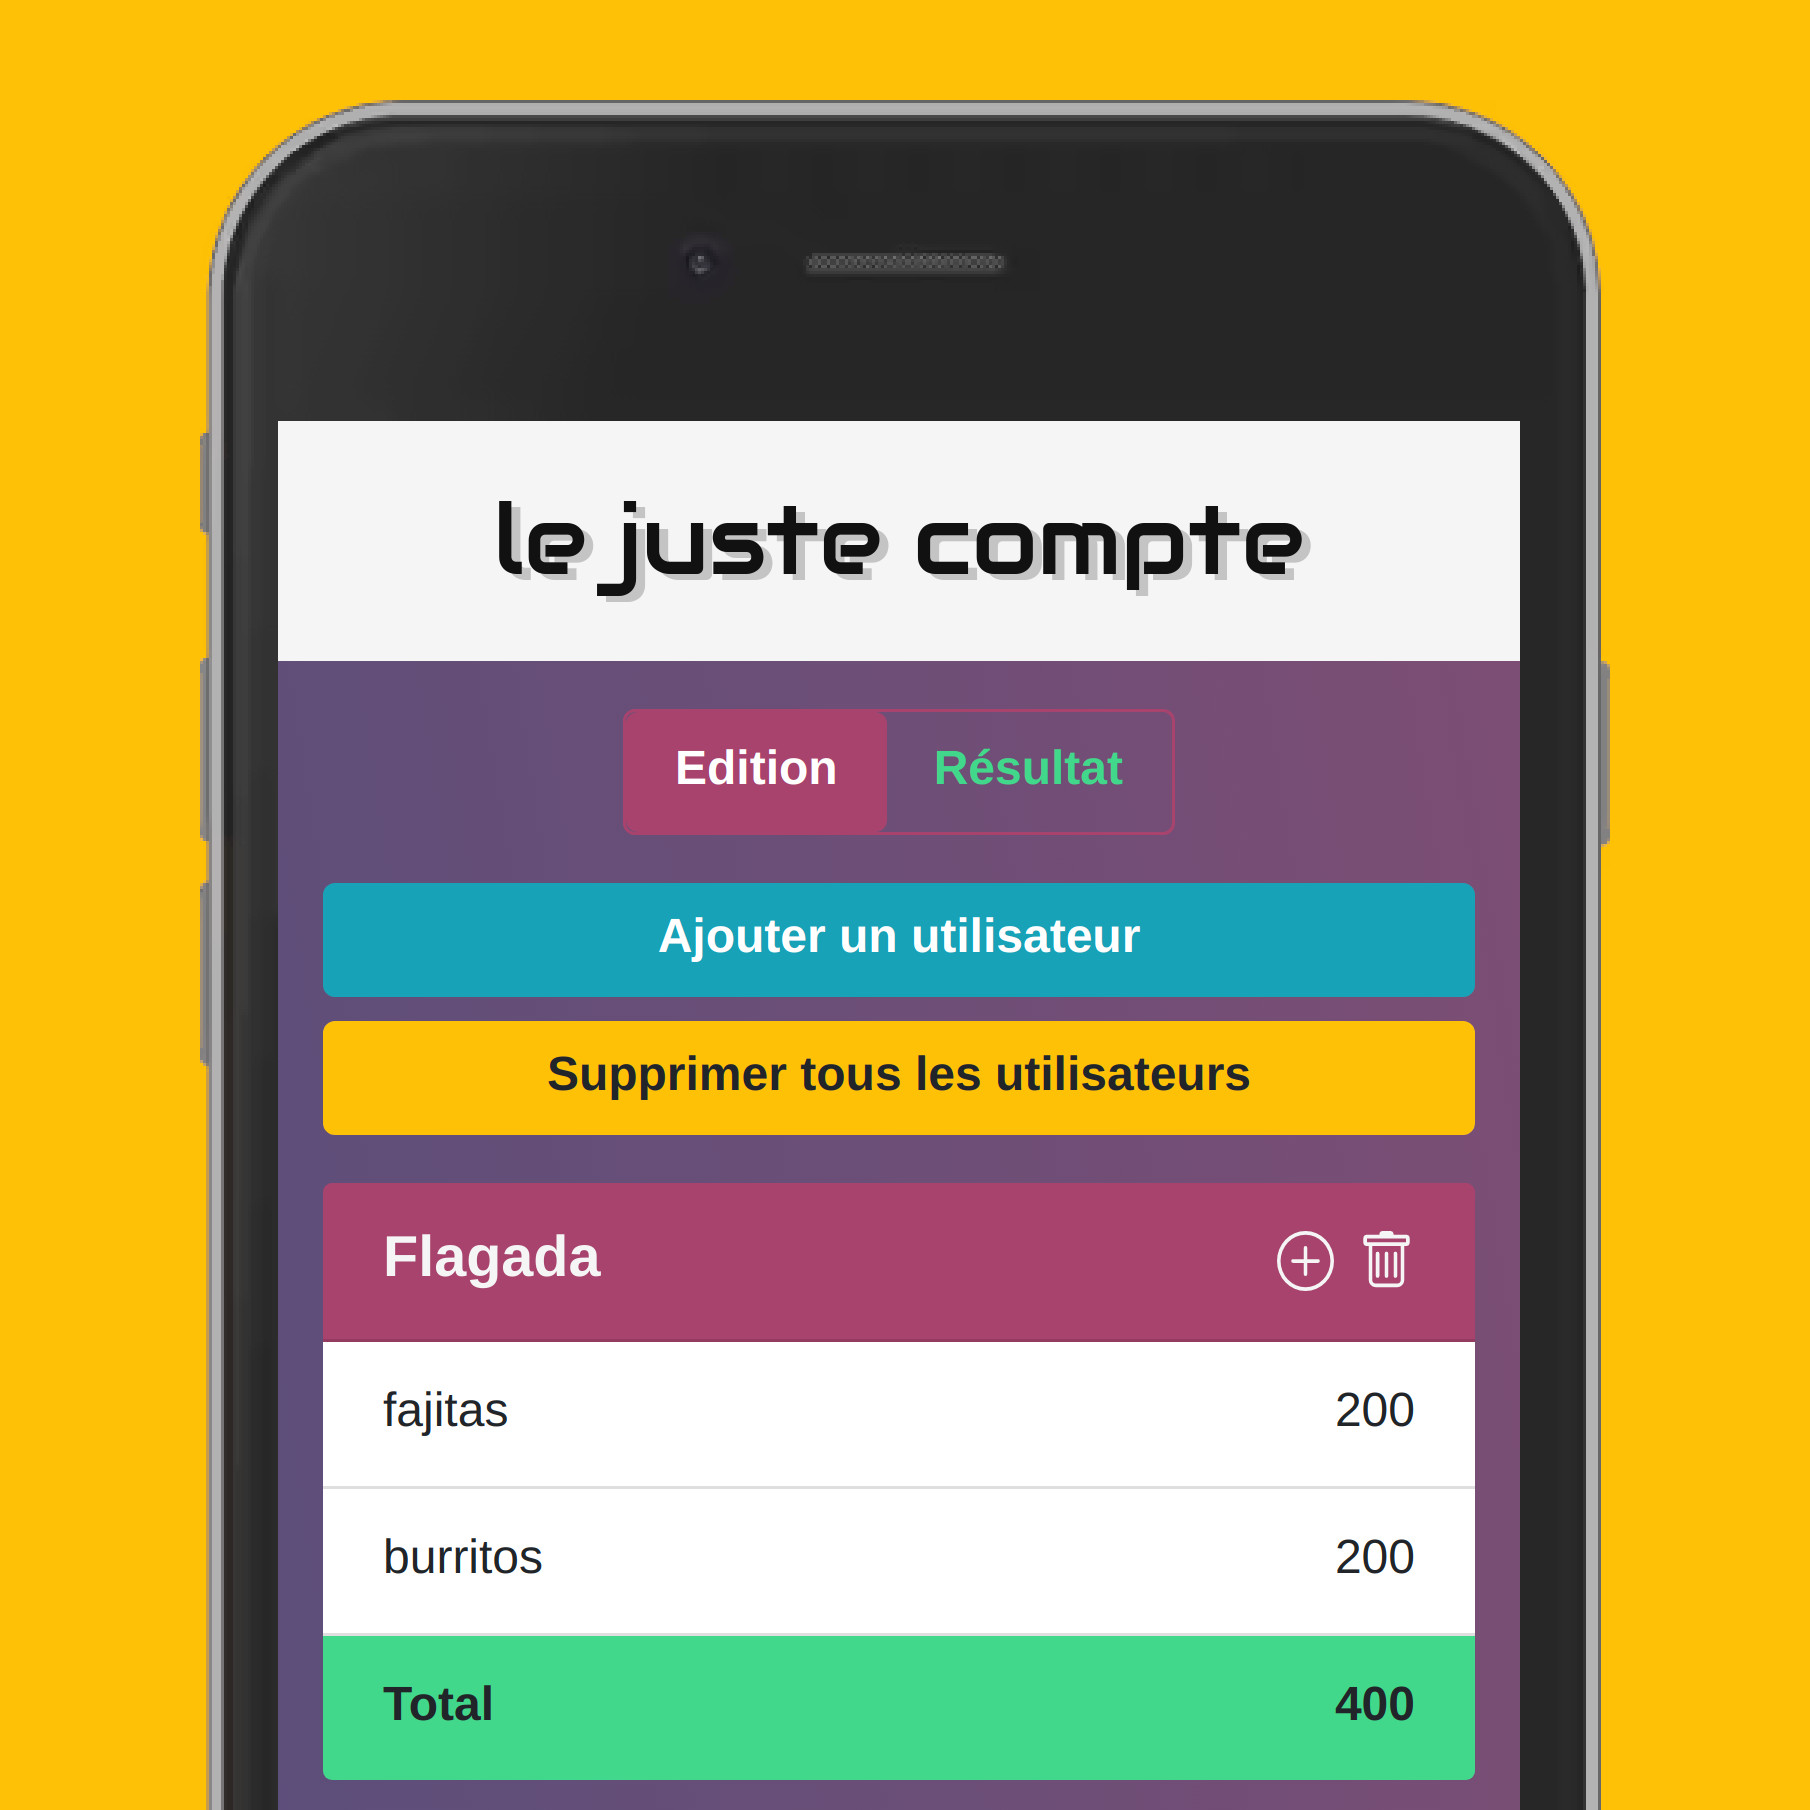 le juste compte
Edition Résultat
Ajouter un utilisateur
Supprimer tous les utilisateurs
Flagada
fajitas 200
burritos 200
Total 400